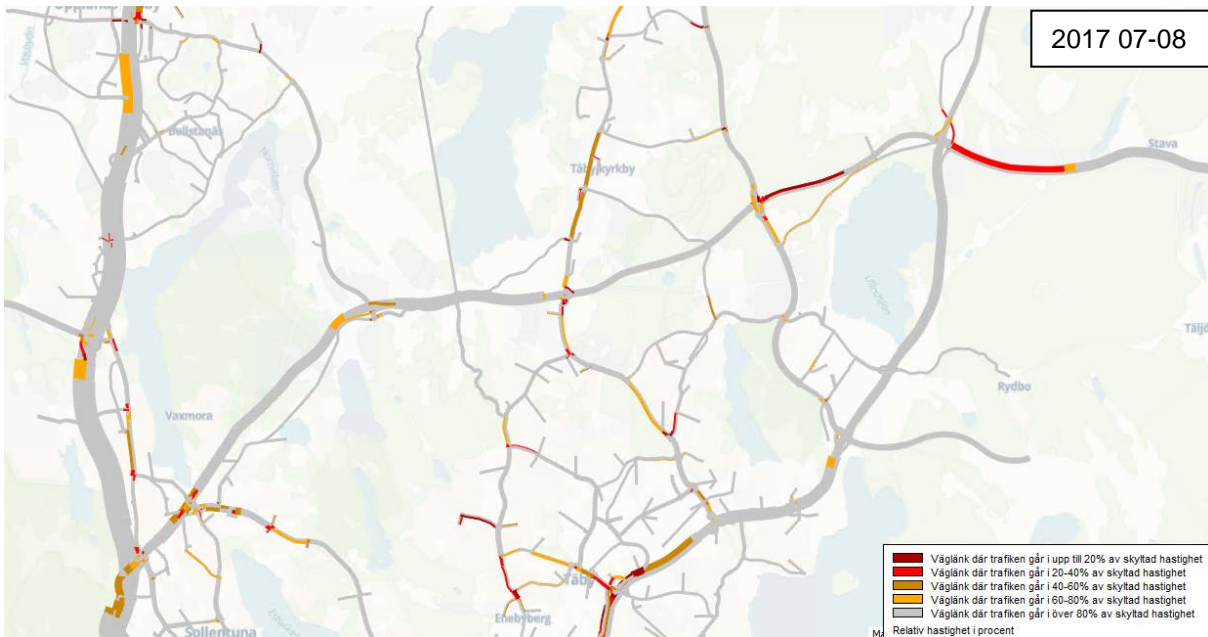 2017 07-08
Stava
Täbykyrkby
Rydbo
Vaxmora
Täby
Enebyberg
Sollentuna
Väglänk där trafiken går i upp till 20% av skyltad hastighet
Väglänk där trafiken går i 20-40% av skyltad hastighet
Väglänk där trafiken går i 40-60% av skyltad hastighet
Väglänk där trafiken går i 60-80% av skyltad hastighet
Väglänk där trafiken går i över 80% av skyltad hastighet
Relativ hastighet i procent